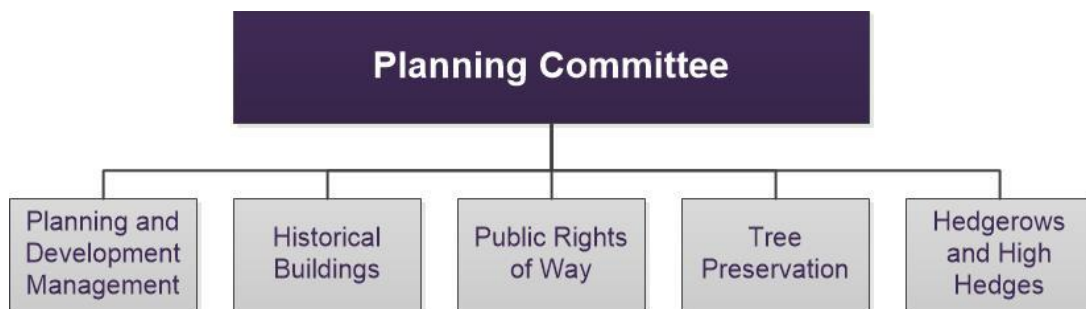 Planning Committee
Planning and
Development
Management
Historical
Buildings
Public Rights
of Way
Tree
Preservation
Hedgerows
and High
Hedges